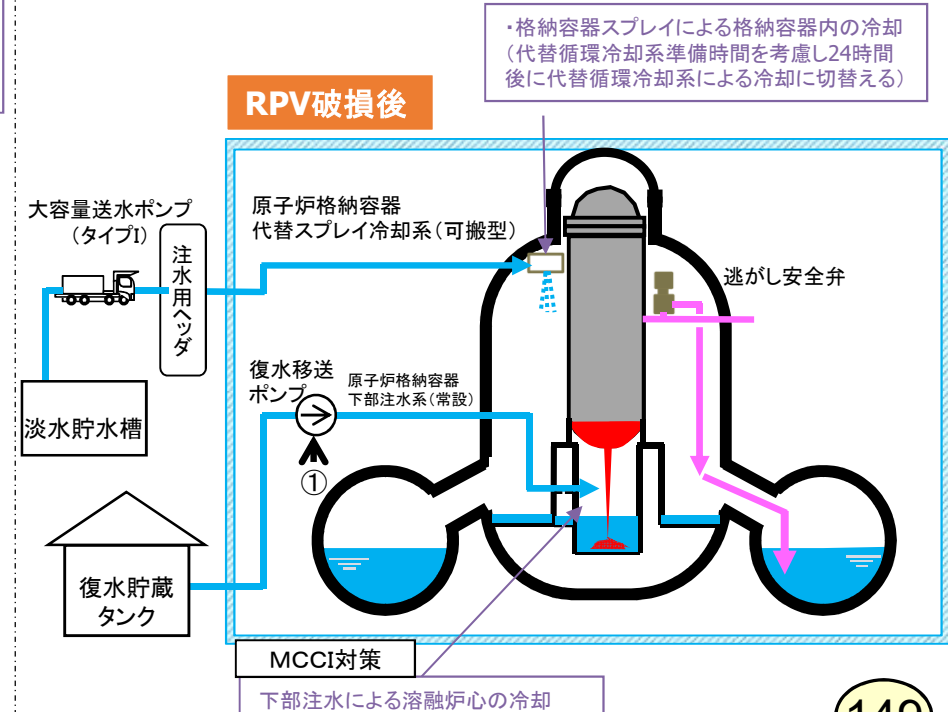 ・格納容器スプレイによる格納容器内の冷却
(代替循環冷却系準備時間を考慮し24時間
後に代替循環冷却系による冷却に切替える)
RPV破損後
大容量送水ポンプ
(タイプI)
注水用ヘッダ
原子炉格納容器
代替スプレイ冷却系(可搬型)
逃がし安全弁
復水移送
ポンプ
原子炉格納容器
下部注水系(常設)
淡水貯水槽
①
復水貯蔵
タンク
MCCI対策
下部注水による溶融炉心の冷却
149